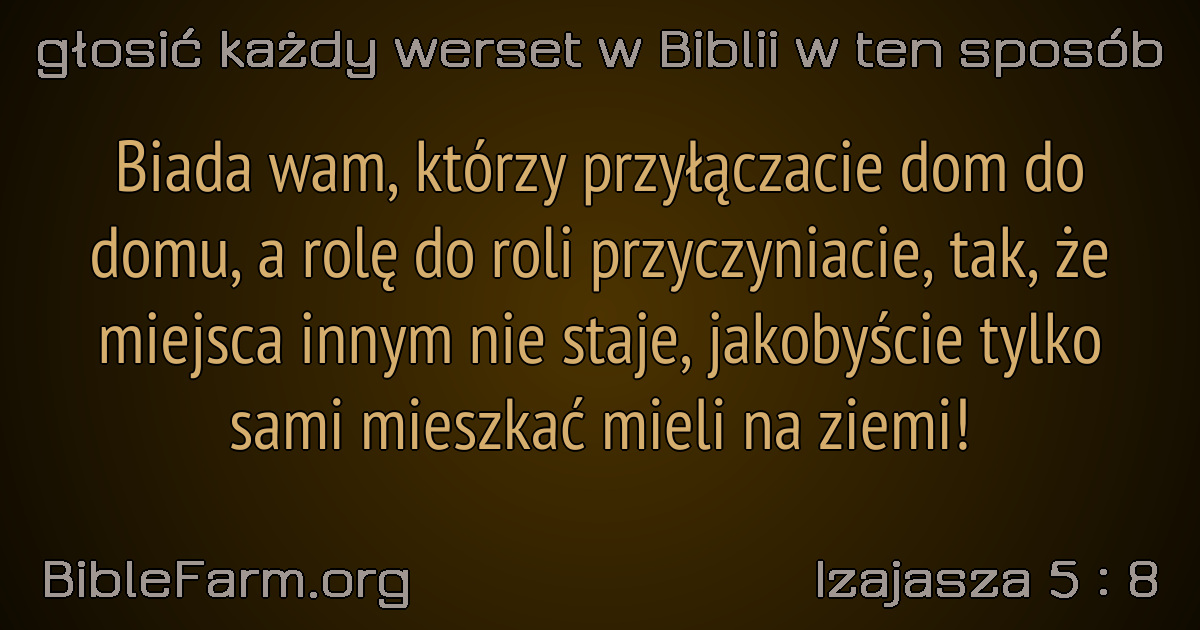 głosić każdy werset w Biblii w ten sposób
Biada wam, którzy przyłączacie dom do
domu, a rolę do roli przyczyniacie, tak, że
miejsca innym nie staje, jakobyście tylko
sami mieszkać mieli na ziemi!
BibleFarm.org
Izajasza 5 : 8